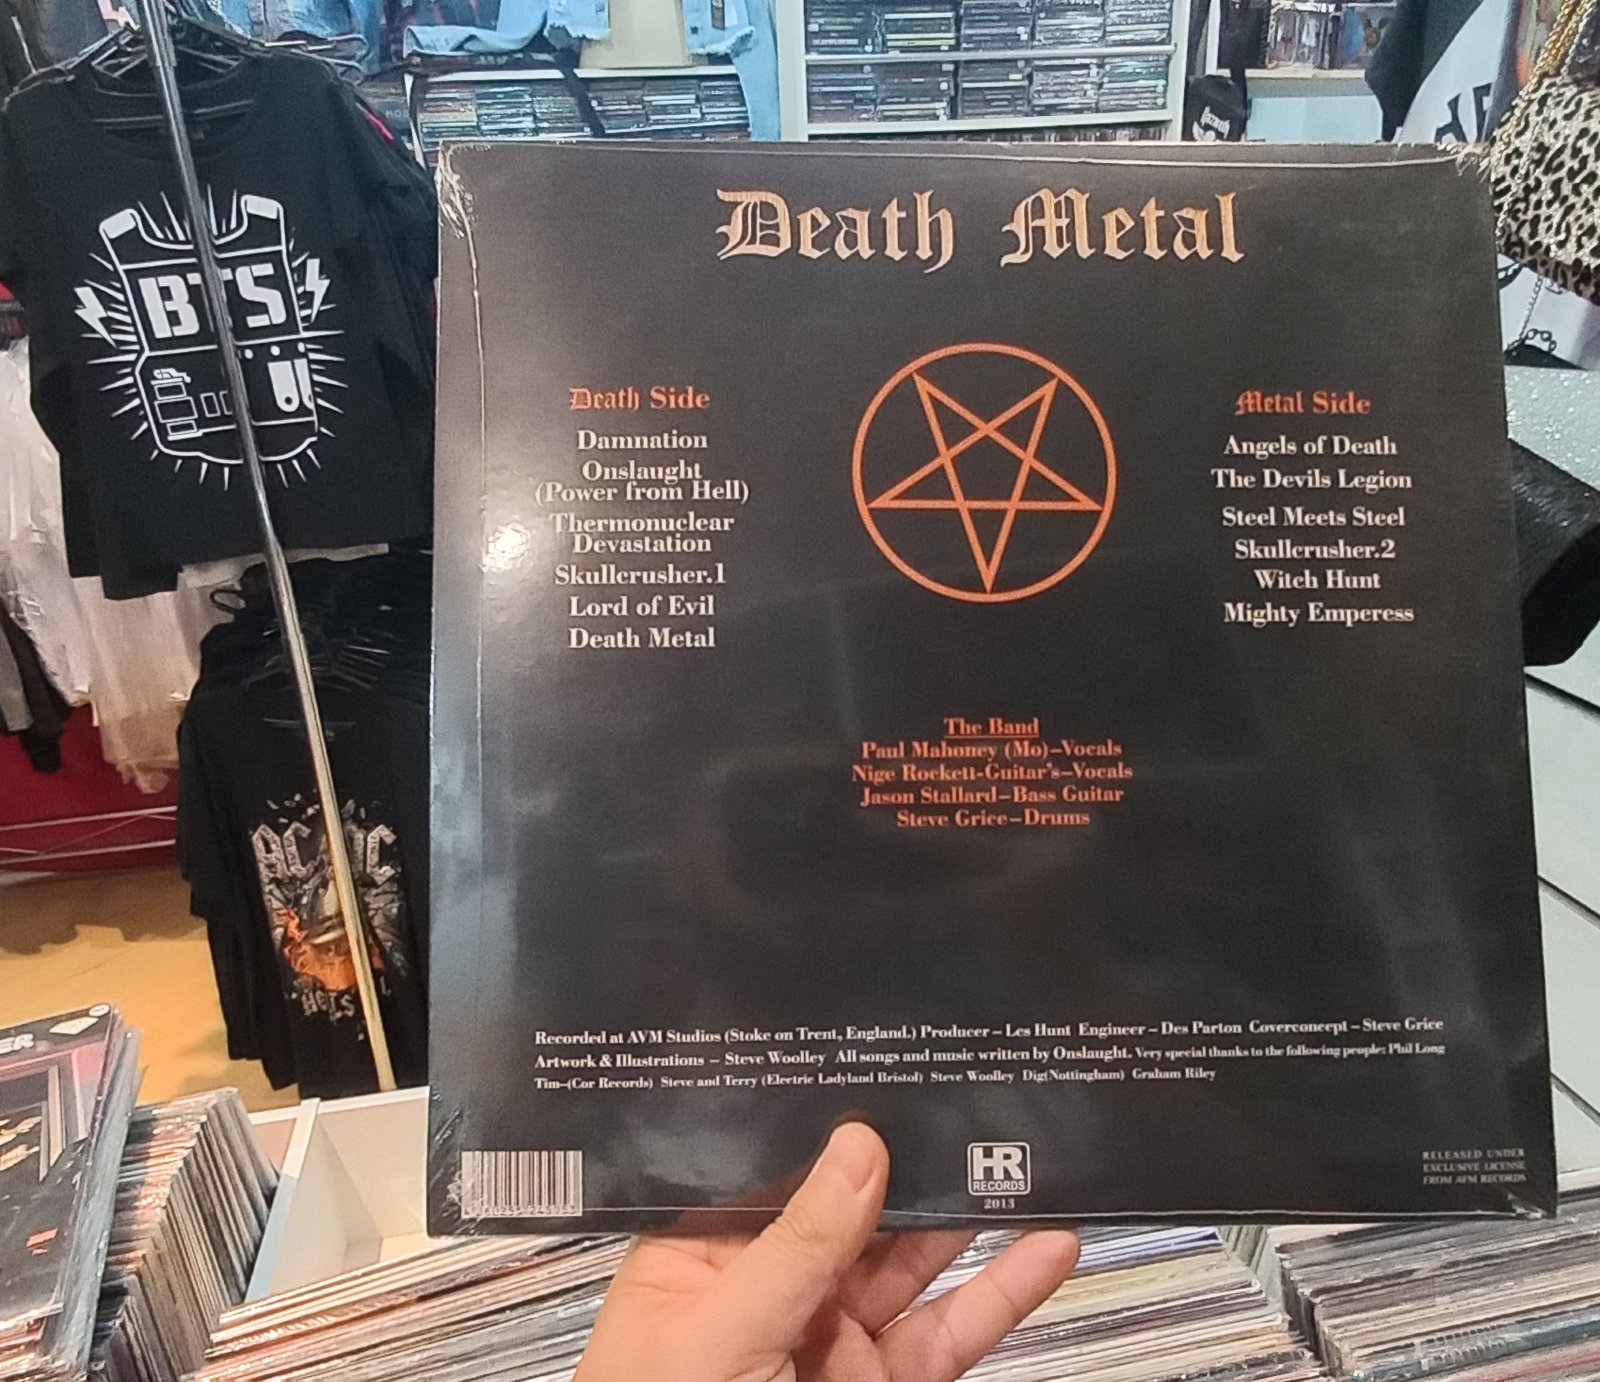 Death Metal
Death Side
Damnation
Onslaught
(Power from Hell)
Thermonuclear
Devastation
Skullcrusher.1
Lord of Evil
Death Metal
Metal Side
Angels of Death
The Devils Legion
Steel Meets Steel
Skullcrusher.2
Witch Hunt
Mighty Emperess
The Band
Paul Mahoney (Mo)–Vocals
Nige Rockett-Guitar's–Vocals
Jason Stallard–Bass Guitar
Steve Grice–Drums
Recorded at AVM Studios (Stoke on Trent, England.) Producer – Les Hunt Engineer – Des Parton Coverconcept – Steve Grice
Artwork & Illustrations – Steve Woolley All songs and music written by Onslaught. Very special thanks to the following people: Phil Long
Tim–(Cor Records) Steve and Terry (Electric Ladyland Bristol) Steve Woolley Dig(Nottingham) Graham Riley
HR
RECORDS
2013
RELEASED UNDER
EXCLUSIVE LICENSE
FROM AFM RECORDS
BTS
AC DC
Nazareth